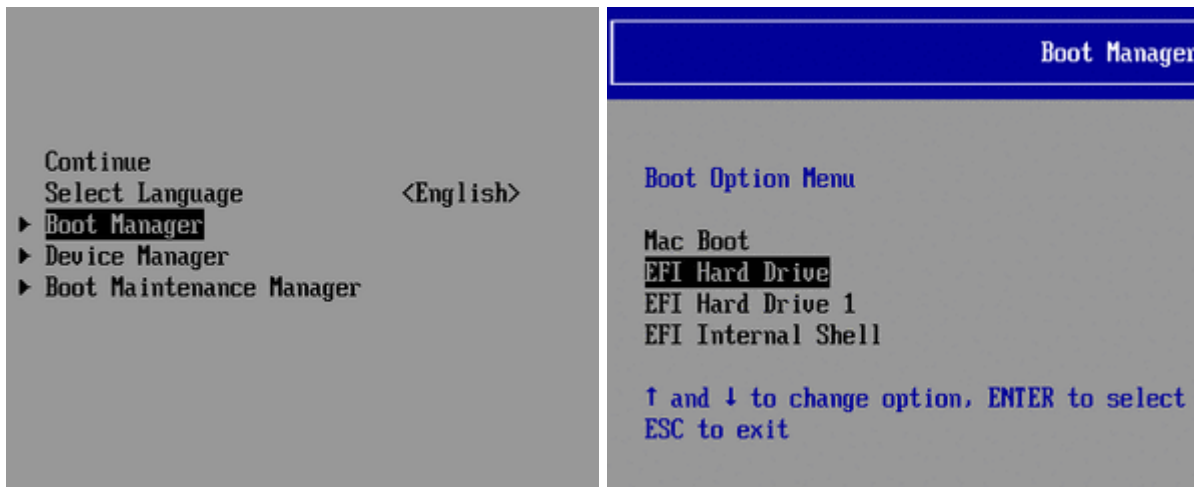 Continue
Select Language <English>
Boot Manager
Device Manager
Boot Maintenance Manager
Boot Manager
Boot Option Menu
Mac Boot
EFI Hard Drive
EFI Hard Drive 1
EFI Internal Shell
↑ and ↓ to change option, ENTER to select
ESC to exit